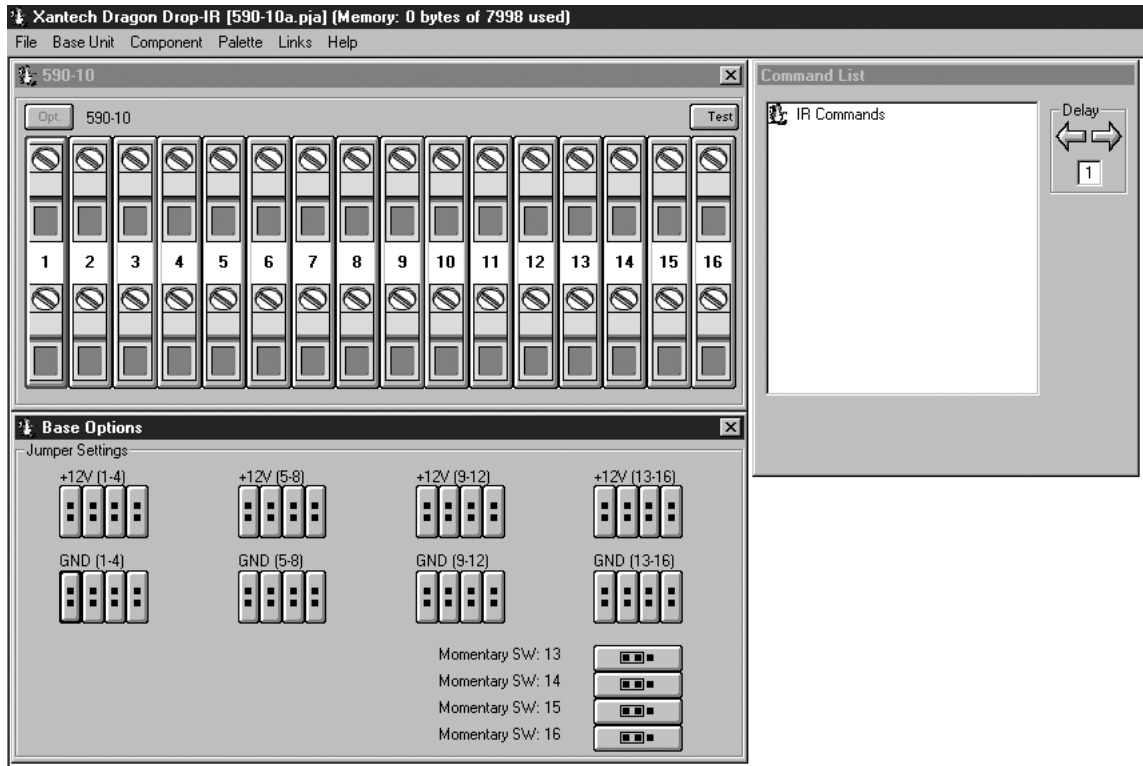 Xantech Dragon Drop-IR [590-10a.pja] (Memory: 0 bytes of 7998 used)
File Base Unit Component Palette Links Help
590-10
Opt. 590-10 Test
1 2 3 4 5 6 7 8 9 10 11 12 13 14 15 16
Command List
IR Commands
Delay
1
Base Options
Jumper Settings
+12V (1-4) +12V (5-8) +12V (9-12) +12V (13-16)
GND (1-4) GND (5-8) GND (9-12) GND (13-16)
Momentary SW: 13
Momentary SW: 14
Momentary SW: 15
Momentary SW: 16